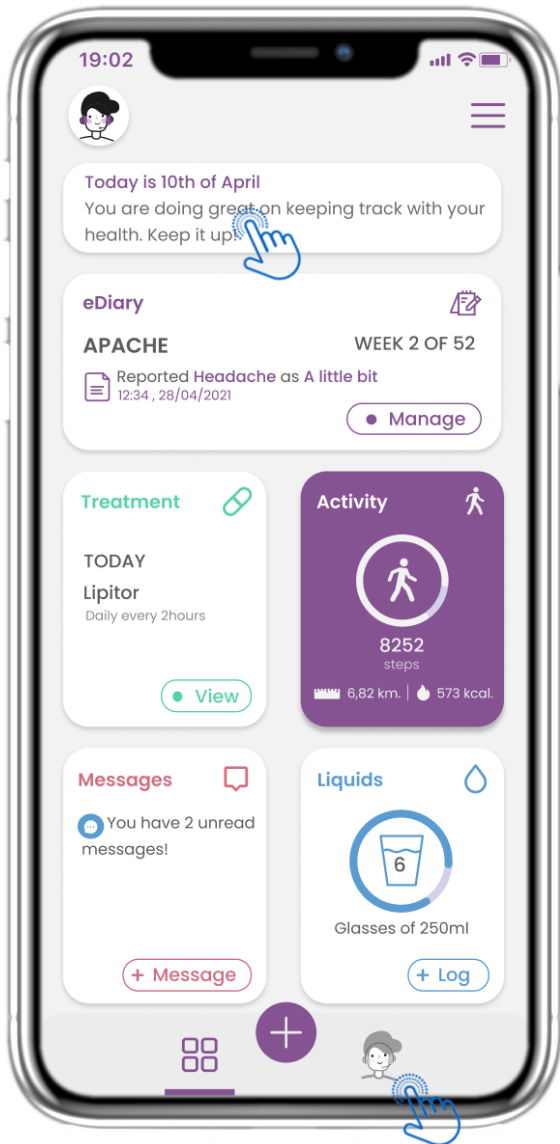 19:02
Today is 10th of April
You are doing great on keeping track with your
health. Keep it up!
eDiary
APACHE
WEEK 2 OF 52
Reported Headache as A little bit
12:34 , 28/04/2021
Manage
Treatment
TODAY
Lipitor
Daily every 2hours
View
Activity
8252
steps
6,82 km. | 573 kcal.
Messages
You have 2 unread
messages!
+ Message
Liquids
6
Glasses of 250ml
+ Log